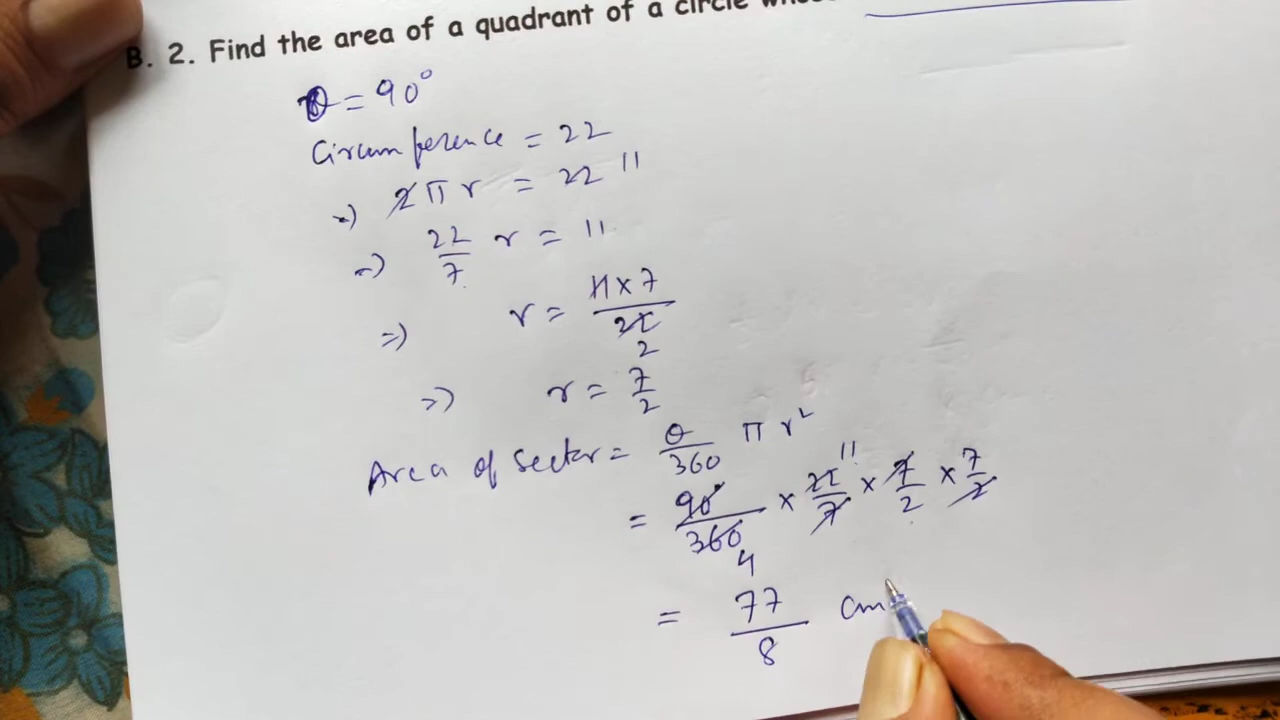 B. 2. Find the area of a quadrant of a circle
θ = 90°
Circumference = 22
⇒ 2πr = 22 11
⇒ 22/7 r = 11
⇒ r = 11×7/22 2
⇒ r = 7/2
Area of Sector = θ/360 πr²
= 90°/360 4 × 22/7 11 × 7/2 × 7/2
= 77/8 cm